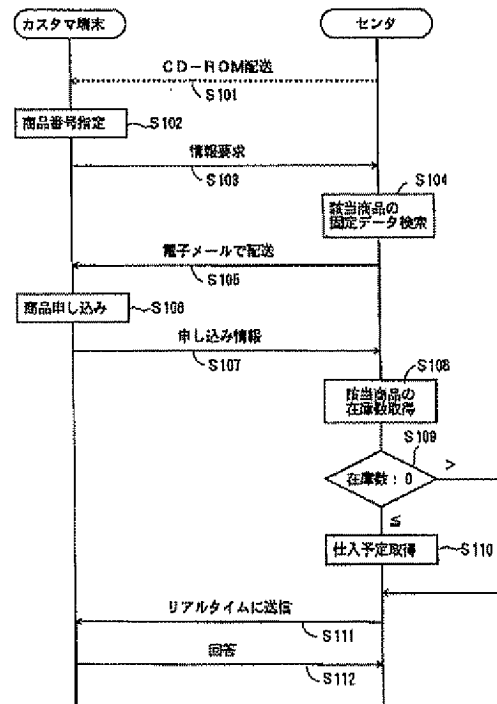 カスタマ端末
センタ
CD-ROM配送
S101
商品番号指定
S102
情報要求
S103
S104
該当商品の
固定データ検索
電子メールで配送
S105
商品申し込み
S106
申し込み情報
S107
S108
該当商品の
在庫数取得
S109
在庫数:0
>
≦
仕入予定取得
S110
リアルタイムに送信
S111
回答
S112